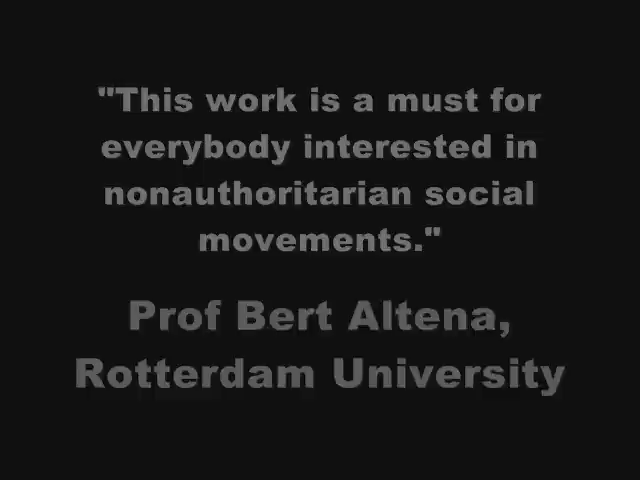 "This work is a must for
everybody interested in
nonauthoritarian social
movements."
Prof Bert Altena,
Rotterdam University